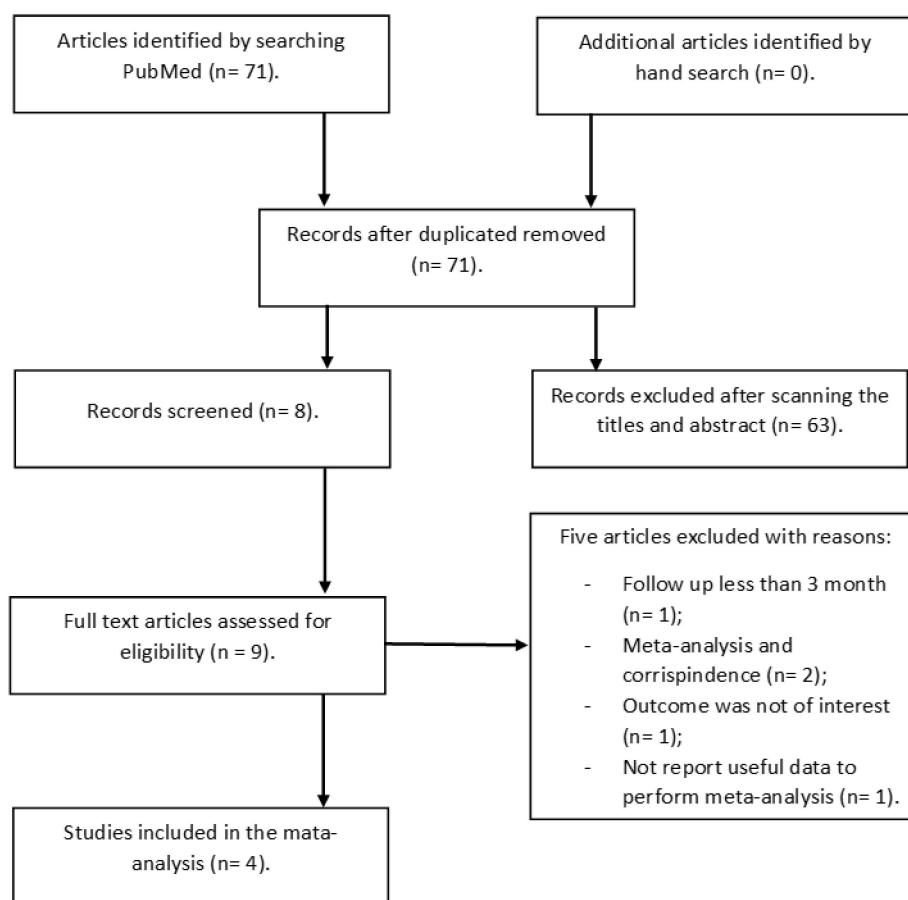 Articles identified by searching
PubMed (n= 71).
Additional articles identified by
hand search (n= 0).
Records after duplicated removed
(n= 71).
Records screened (n= 8).
Records excluded after scanning the
titles and abstract (n= 63).
Five articles excluded with reasons:
- Follow up less than 3 month
(n= 1);
- Meta-analysis and
corrispindence (n= 2);
- Outcome was not of interest
(n= 1);
- Not report useful data to
perform meta-analysis (n= 1).
Full text articles assessed for
eligibility (n = 9).
Studies included in the mata-
analysis (n= 4).